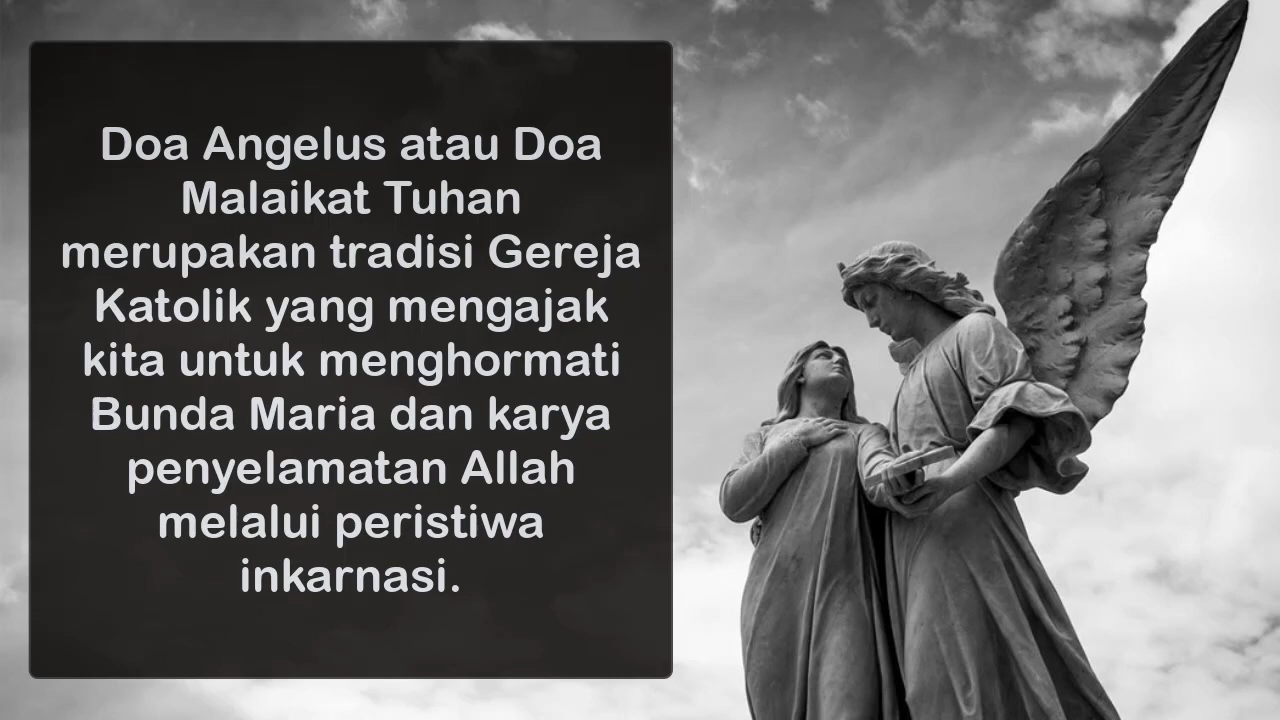 Doa Angelus atau Doa
Malaikat Tuhan
merupakan tradisi Gereja
Katolik yang mengajak
kita untuk menghormati
Bunda Maria dan karya
penyelamatan Allah
melalui peristiwa
inkarnasi.